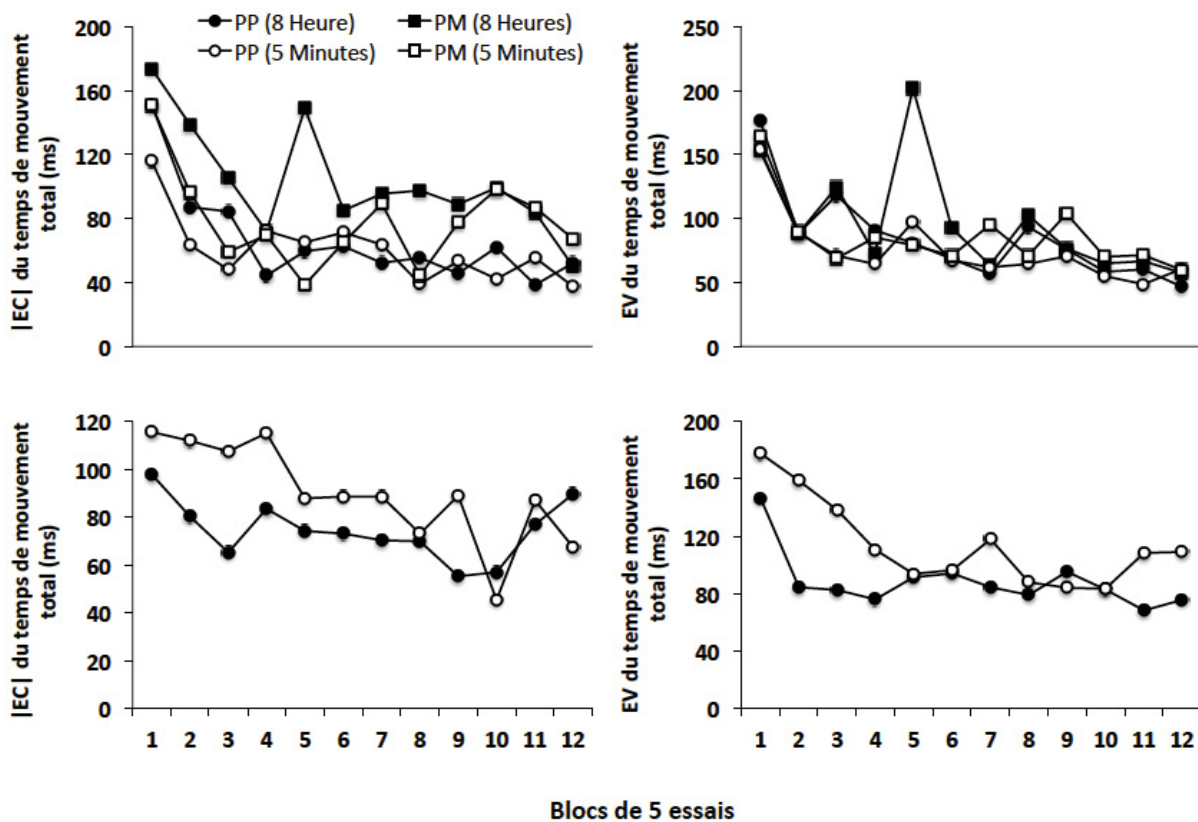 PP (8 Heure) PM (8 Heures)
PP (5 Minutes) PM (5 Minutes)
|EC| du temps de mouvement
total (ms)
200
160
120
80
40
0
EV du temps de mouvement
total (ms)
250
200
150
100
50
0
|EC| du temps de mouvement
total (ms)
120
100
80
60
40
20
0
1 2 3 4 5 6 7 8 9 10 11 12
EV du temps de mouvement
total (ms)
200
160
120
80
40
0
1 2 3 4 5 6 7 8 9 10 11 12
Blocs de 5 essais